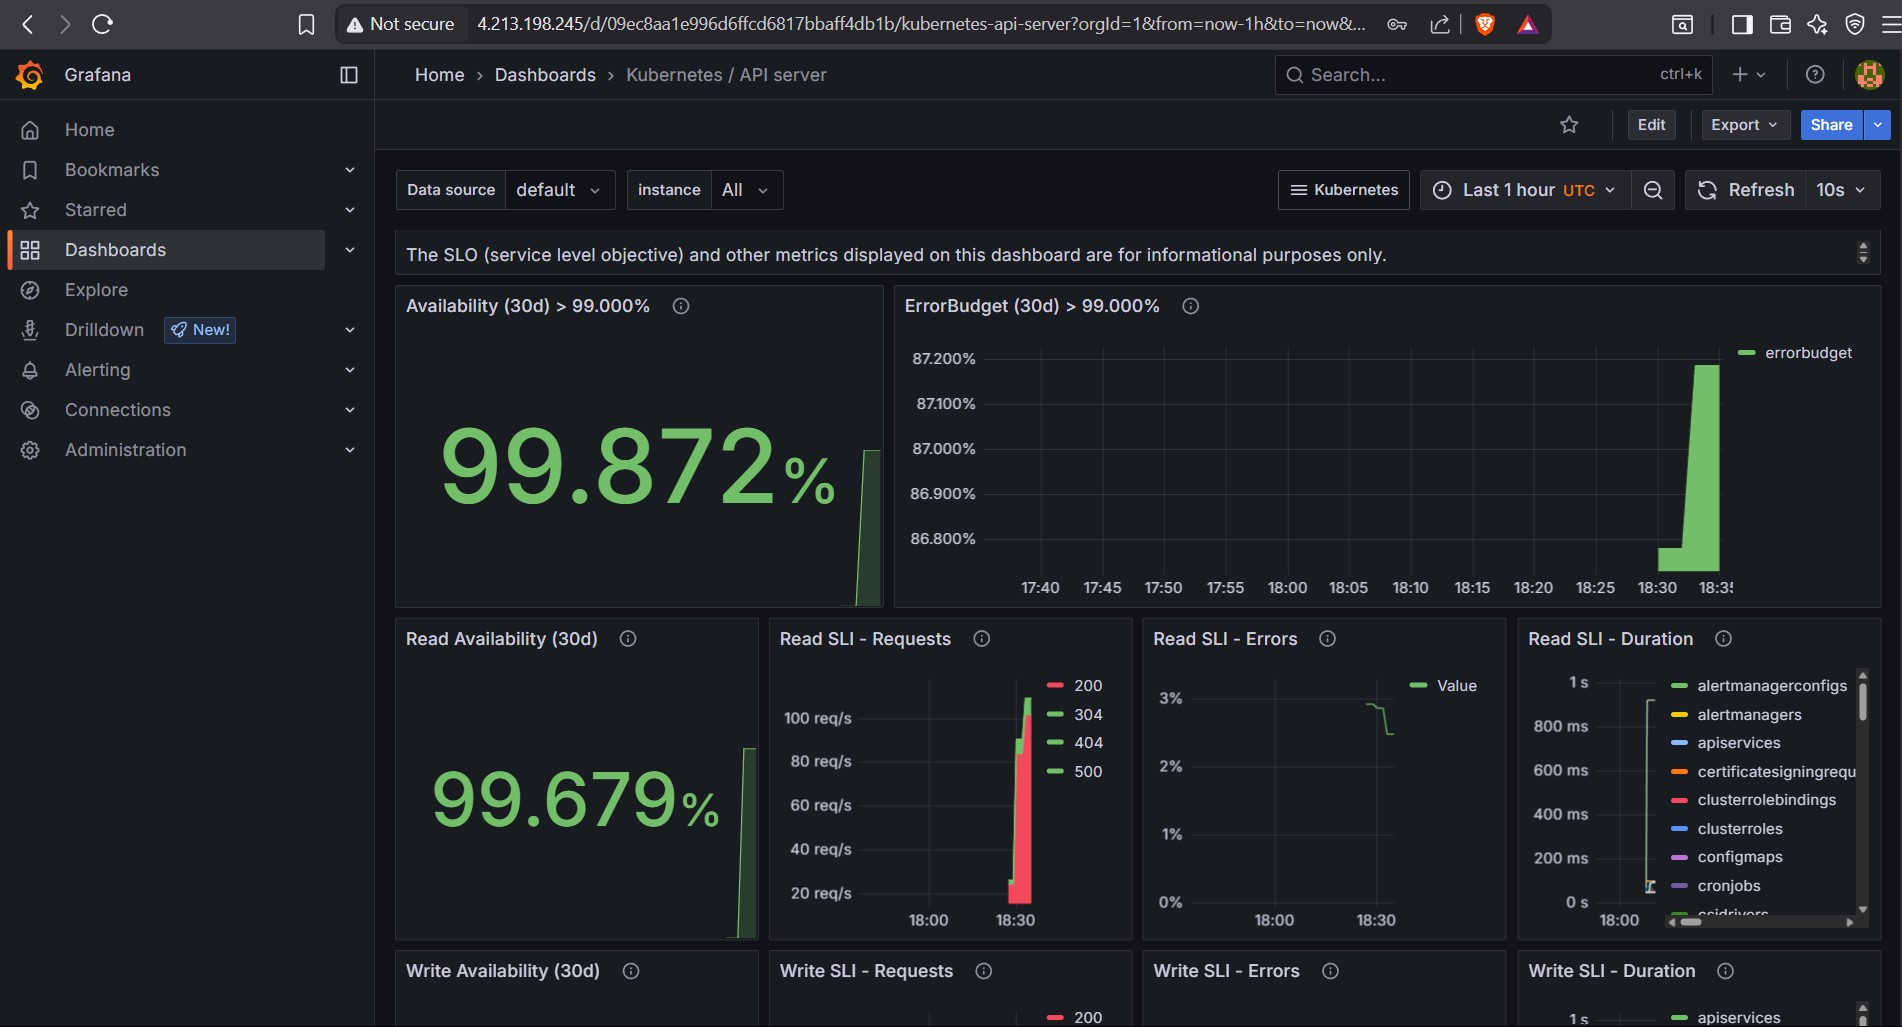 Not secure 4.213.198.245/d/09ec8aa1e996d6ffcd6817bbaff4db1b/kubernetes-api-server?orgId=1&from=now-1h&to=now&...
Grafana
Home › Dashboards › Kubernetes / API server
Search... ctrl+k
Edit
Export
Share
Home
Bookmarks
Starred
Dashboards
Explore
Drilldown New!
Alerting
Connections
Administration
Data source default
instance All
Kubernetes
Last 1 hour UTC
Refresh 10s
The SLO (service level objective) and other metrics displayed on this dashboard are for informational purposes only.
Availability (30d) > 99.000%
99.872%
ErrorBudget (30d) > 99.000%
87.200%
87.100%
87.000%
86.900%
86.800%
17:40 17:45 17:50 17:55 18:00 18:05 18:10 18:15 18:20 18:25 18:30 18:35
errorbudget
Read Availability (30d)
99.679%
Read SLI - Requests
100 req/s
80 req/s
60 req/s
40 req/s
20 req/s
18:00 18:30
200
304
404
500
Read SLI - Errors
3%
2%
1%
0%
18:00 18:30
Value
Read SLI - Duration
1 s
800 ms
600 ms
400 ms
200 ms
0 s
18:00
alertmanagerconfigs
alertmanagers
apiservices
certificatesigningrequ
clusterrolebindings
clusterroles
configmaps
cronjobs
csidrivers
Write Availability (30d)
Write SLI - Requests
200
Write SLI - Errors
Write SLI - Duration
1 s
apiservices